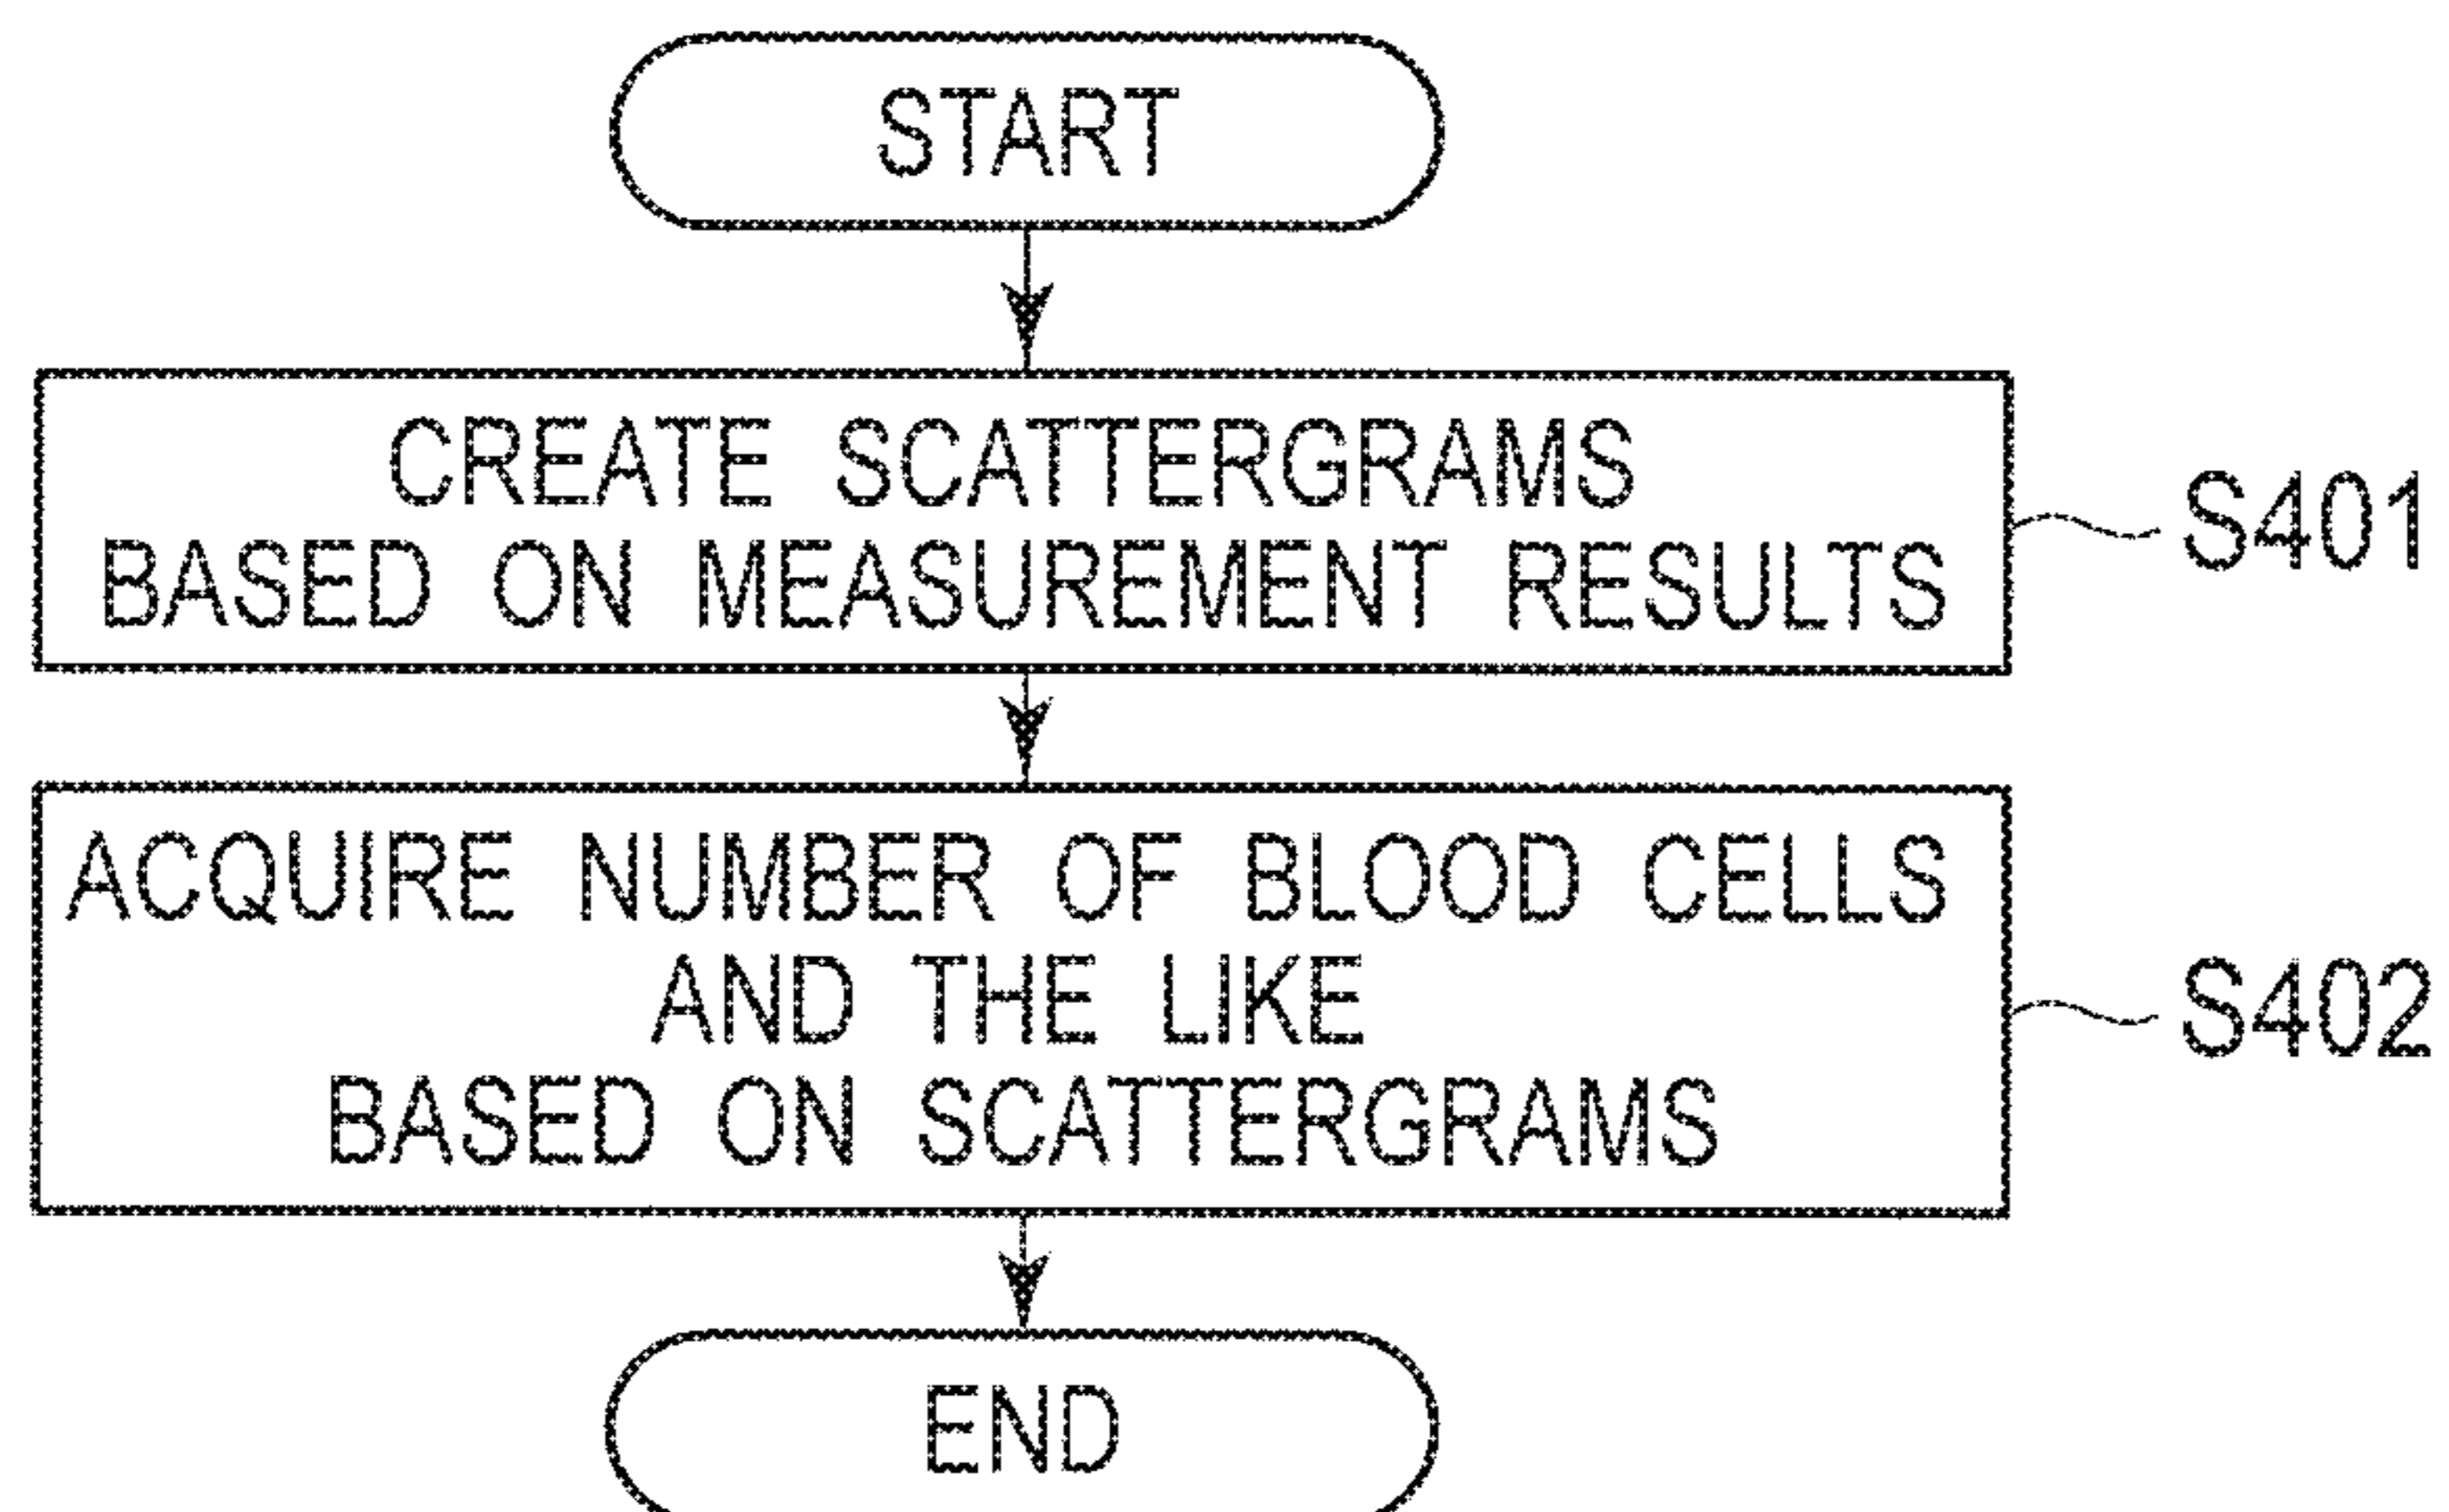 START
CREATE SCATTERGRAMS
BASED ON MEASUREMENT RESULTS
S401
ACQUIRE NUMBER OF BLOOD CELLS
AND THE LIKE
BASED ON SCATTERGRAMS
S402
END